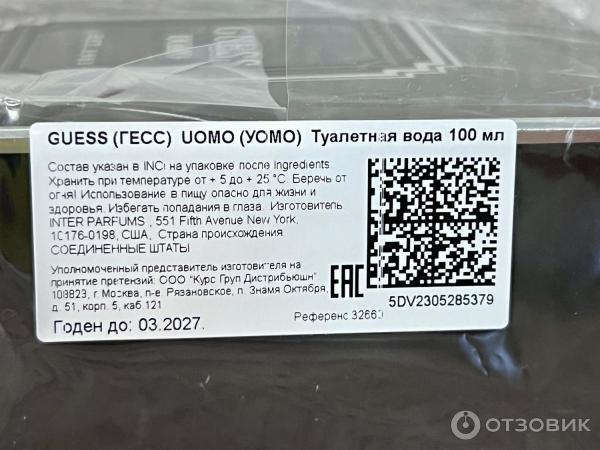 GUESS
GUESS (ГЕСС) UOMO (УОМО) Туалетная вода 100 мл
Состав указан в INCI на упаковке после Ingredients.
Хранить при температуре от + 5 до + 25 °C. Беречь от
огня! Использование в пищу опасно для жизни и
здоровья. Избегать попадания в глаза. Изготовитель
INTER PARFUMS , 551 Fifth Avenue New York,
10176-0198, США, Страна происхождения
СОЕДИНЕННЫЕ ШТАТЫ
Уполномоченный представитель изготовителя на
принятие претензий: ООО "Курс Груп Дистрибьюшн"
108823, г. Москва, п-е. Рязановское, п. Знамя Октября,
д. 51, корп. 5, каб.121
Годен до: 03.2027.
EAC
5DV2305285379
Референс 32660
ОТЗОВИК